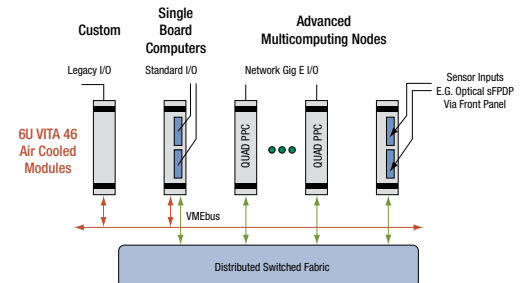 Custom
Single
Board
Computers
Advanced
Multicomputing Nodes
Legacy I/O
Standard I/O
Network Gig E I/O
Sensor Inputs
E.G. Optical sFPDP
Via Front Panel
6U VITA 46
Air Cooled
Modules
QUAD PPC
QUAD PPC
VMEbus
Distributed Switched Fabric